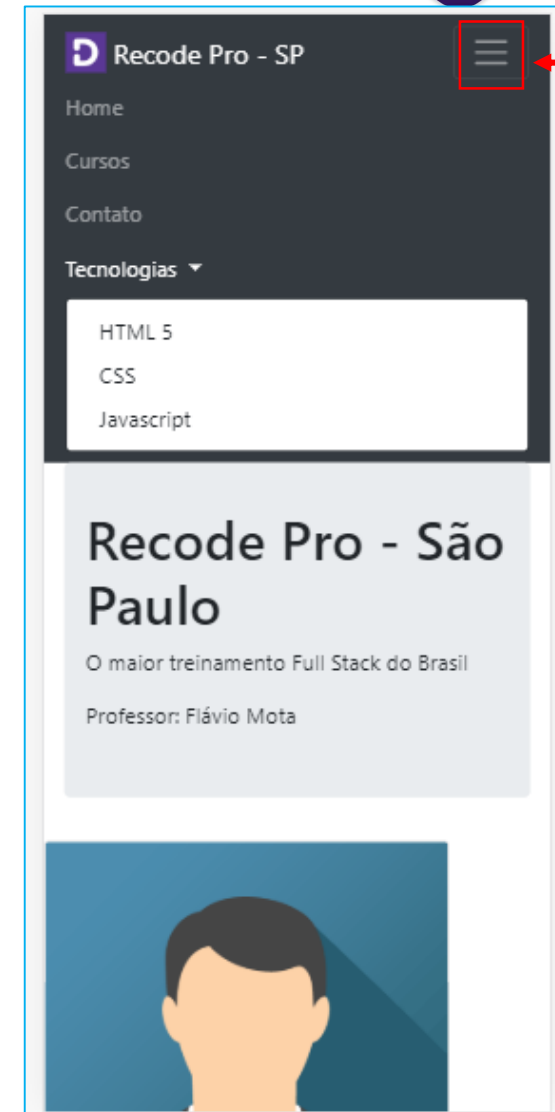 Recode Pro - SP
Home
Cursos
Contato
Tecnologias
HTML 5
CSS
Javascript
Recode Pro - São
Paulo
O maior treinamento Full Stack do Brasil
Professor: Flávio Mota